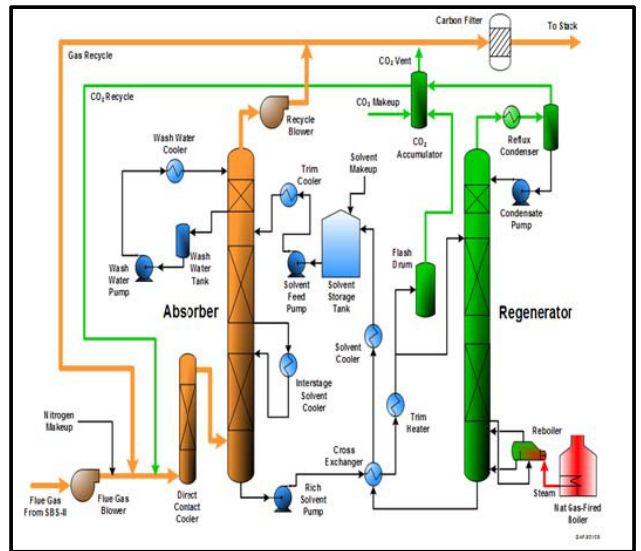 Carbon Filter
To Stack
Gas Recycle
CO₂ Vent
CO₂ Recycle
CO₂ Makeup
Recycle
Blower
Wash Water
Cooler
Trim
Cooler
Solvent
Makeup
CO₂
Accumulator
Reflux
Condenser
Condensate
Pump
Wash
Water
Tank
Wash
Water
Pump
Absorber
Solvent
Feed
Pump
Solvent
Storage
Tank
Flash
Drum
Regenerator
Solvent
Cooler
Interstage
Solvent
Cooler
Trim
Heater
Nitrogen
Makeup
Cross
Exchanger
Reboiler
Steam
Flue Gas
From SBS-II
Flue Gas
Blower
Direct
Contact
Cooler
Rich
Solvent
Pump
Nat Gas-Fired
Boiler